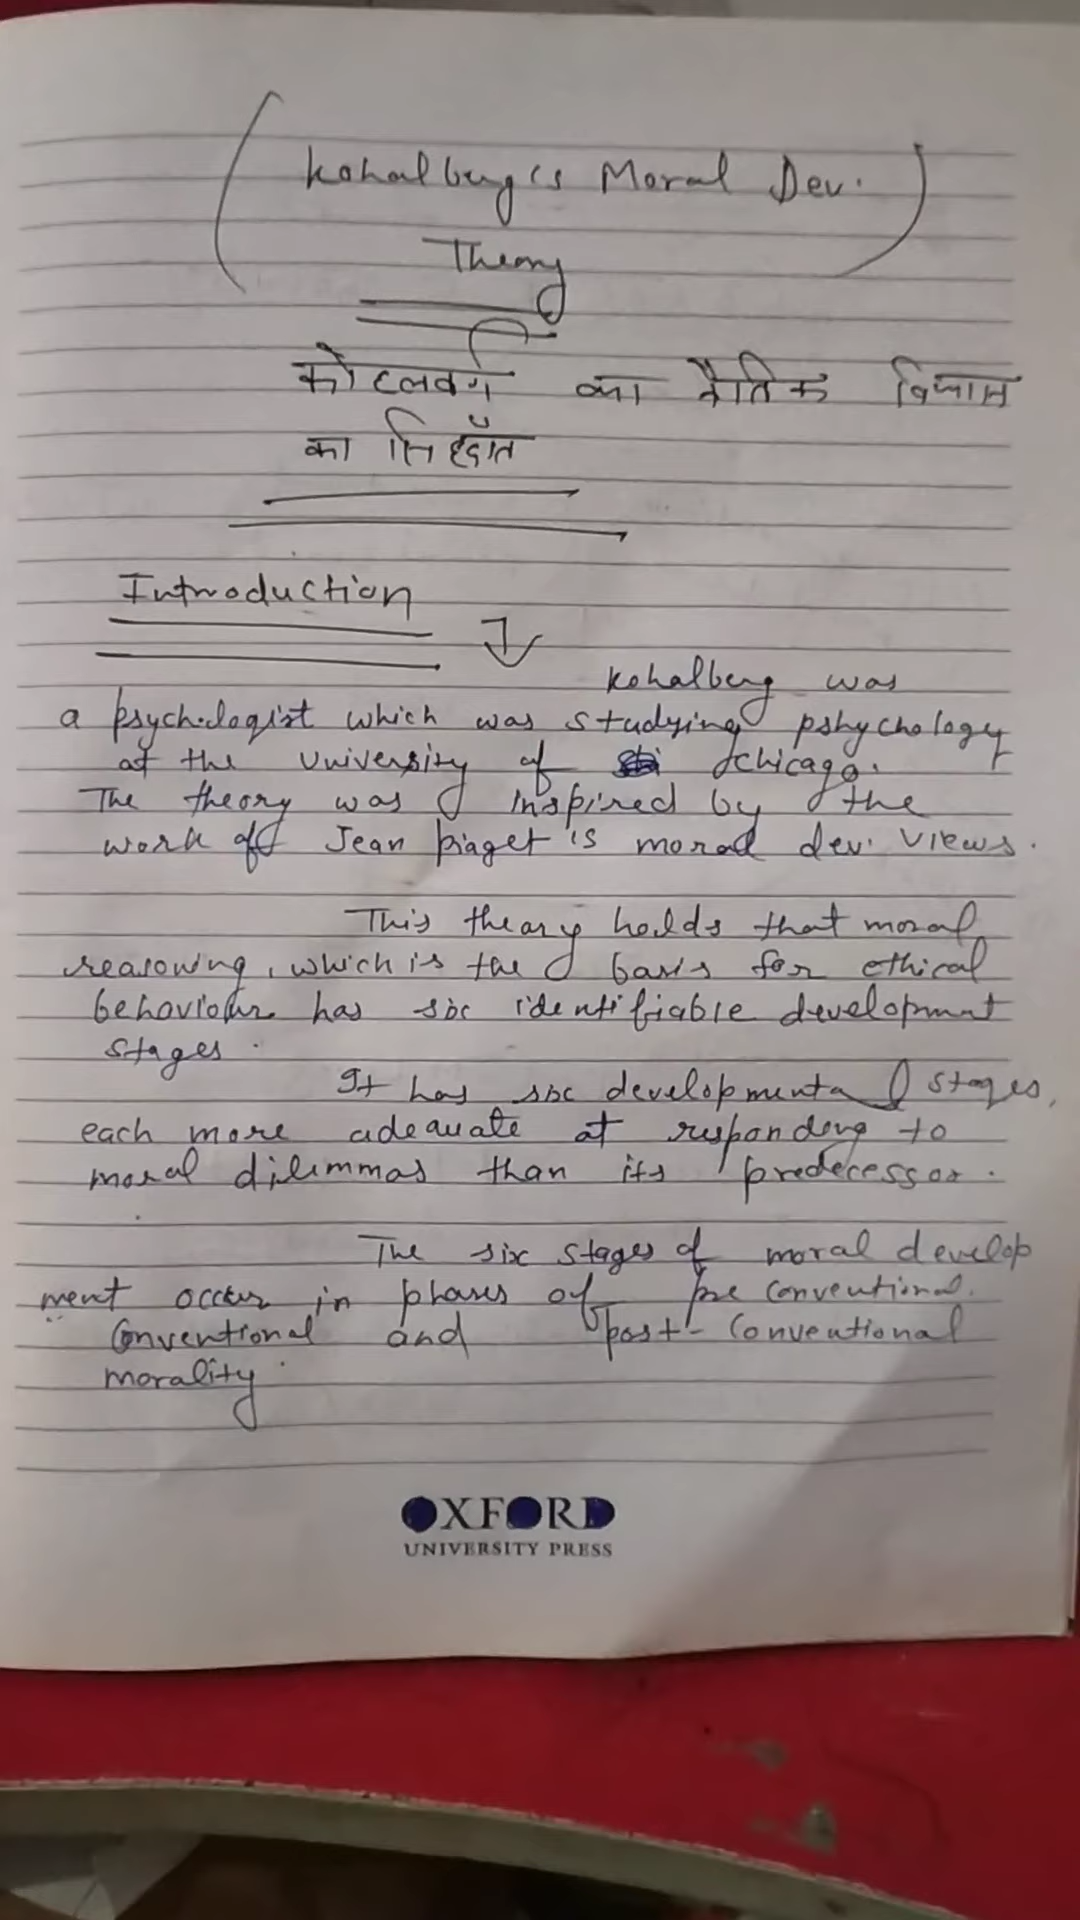 Kohalberg's Moral Dev.
Theory
कोहलबर्ग का नैतिक विकास
का सिद्धाँत
Introduction
Kohalberg was
a psychologist which was studying pshychology
at the university of chicago.
The theory was inspired by the
work of Jean piaget's moral dev. views.
This theory holds that moral
reasoning, which is the basis for ethical
behaviour has six identifiable development
stages.
It has six developmental stages,
each more adequate at responding to
moral dilemmas than its predecessor.
The six stages of moral develop
ment occur in phases of pre conventional.
Conventional and post-conventional
morality.
OXFORD
UNIVERSITY PRESS